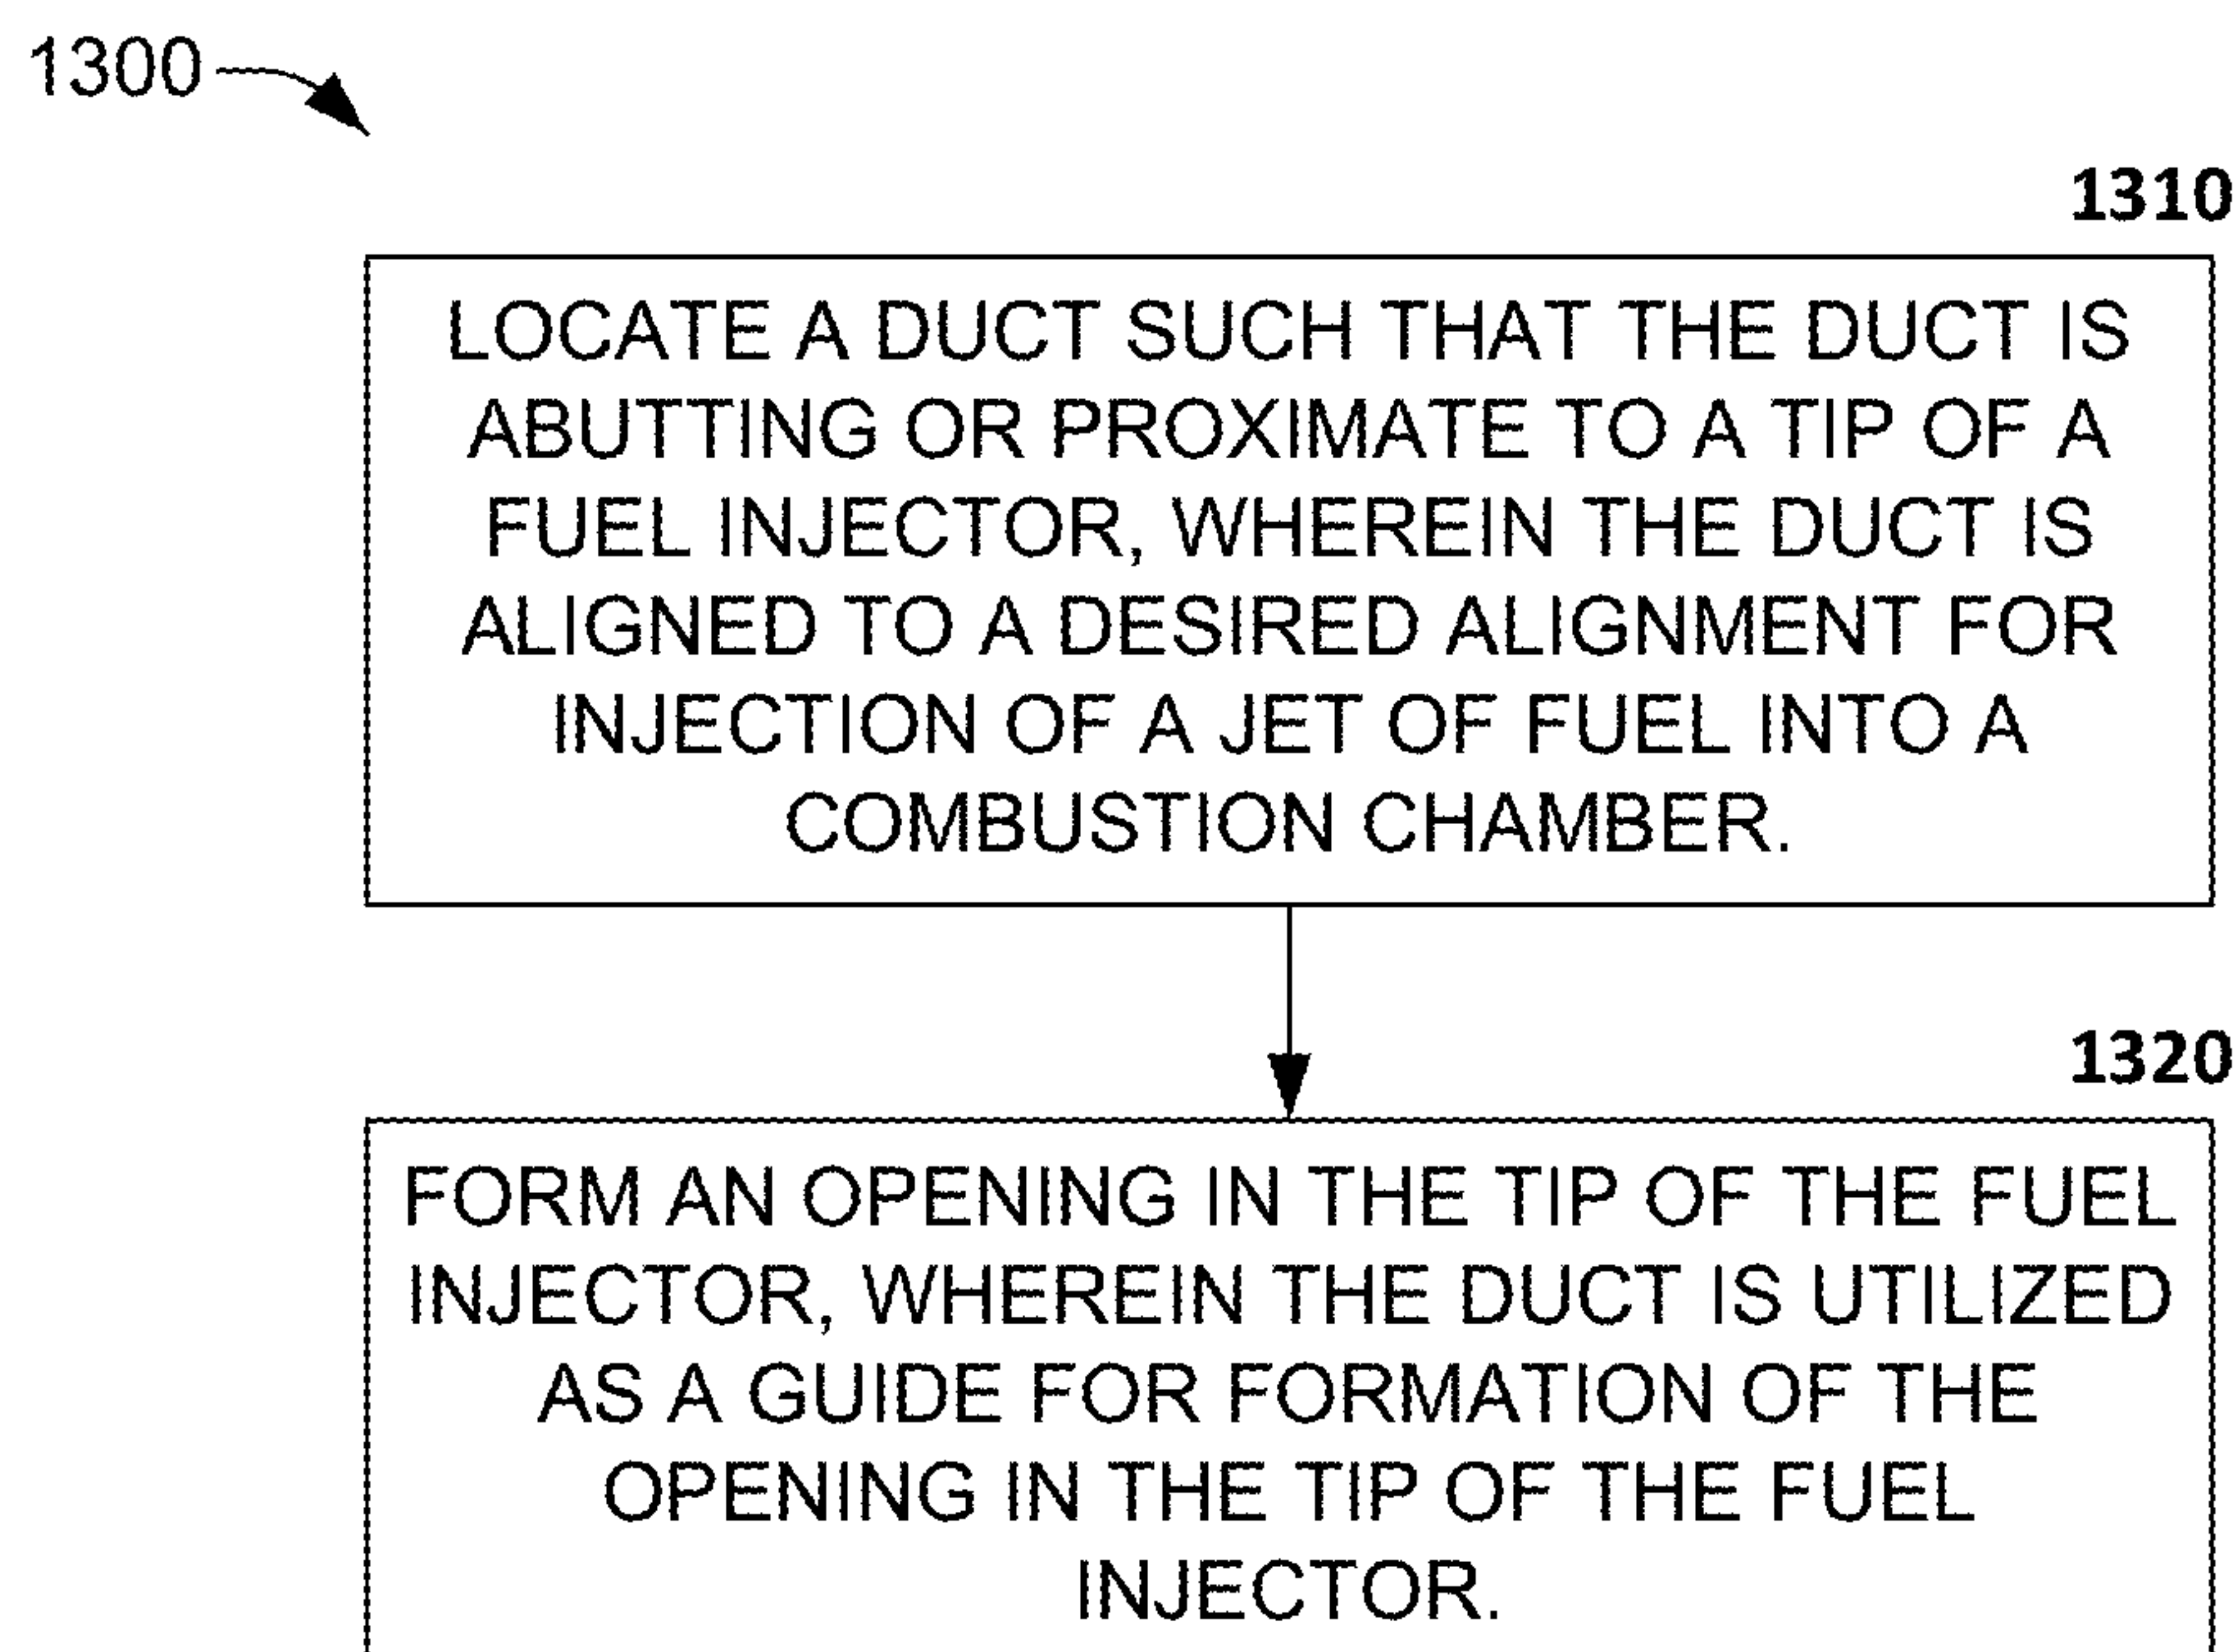 1300
1310
LOCATE A DUCT SUCH THAT THE DUCT IS
ABUTTING OR PROXIMATE TO A TIP OF A
FUEL INJECTOR, WHEREIN THE DUCT IS
ALIGNED TO A DESIRED ALIGNMENT FOR
INJECTION OF A JET OF FUEL INTO A
COMBUSTION CHAMBER.
1320
FORM AN OPENING IN THE TIP OF THE FUEL
INJECTOR, WHEREIN THE DUCT IS UTILIZED
AS A GUIDE FOR FORMATION OF THE
OPENING IN THE TIP OF THE FUEL
INJECTOR.